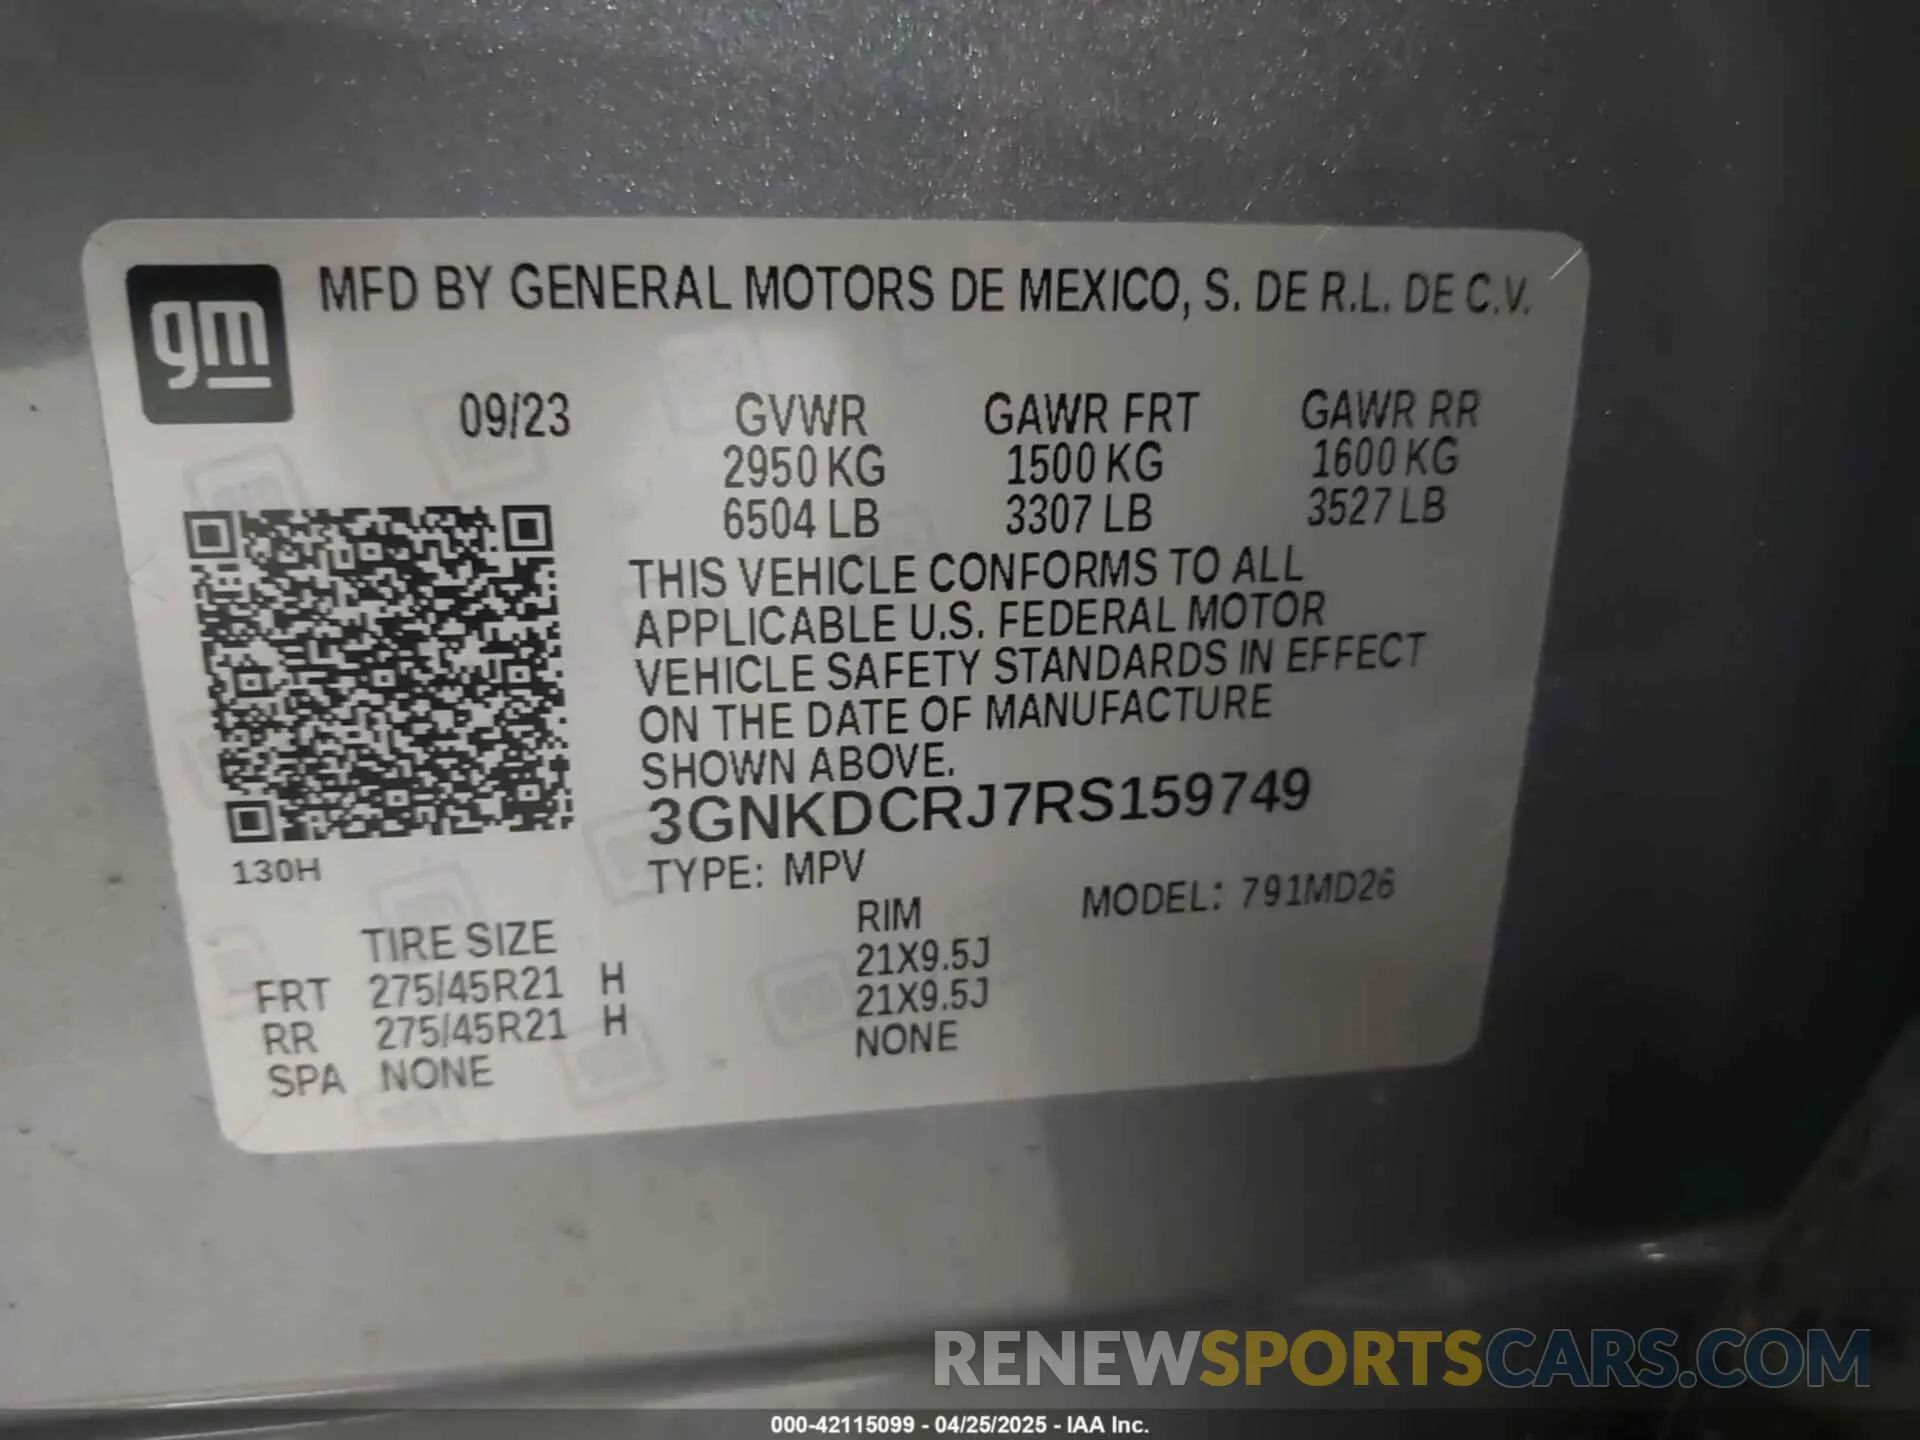 gm
MFD BY GENERAL MOTORS DE MEXICO, S. DE R.L. DE C.V.
09/23 GVWR GAWR FRT GAWR RR
2950 KG 1500 KG 1600 KG
6504 LB 3307 LB 3527 LB
THIS VEHICLE CONFORMS TO ALL
APPLICABLE U.S. FEDERAL MOTOR
VEHICLE SAFETY STANDARDS IN EFFECT
ON THE DATE OF MANUFACTURE
SHOWN ABOVE.
3GNKDCRJ7RS159749
130H
TYPE: MPV
MODEL: 791MD26
TIRE SIZE RIM
FRT 275/45R21 H 21X9.5J
RR 275/45R21 H 21X9.5J
SPA NONE NONE
RENEWSPORTSCARS.COM
000-42115099 - 04/25/2025 - IAA Inc.